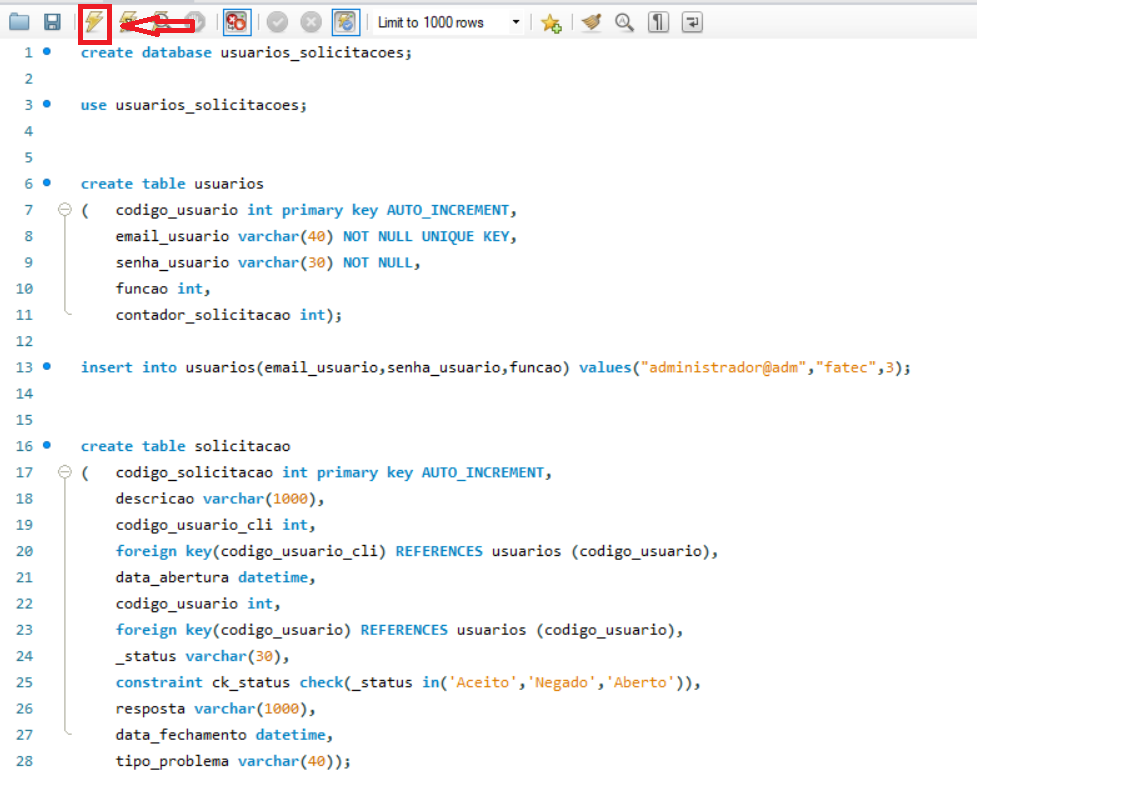 Limit to 1000 rows
1 create database usuarios_solicitacoes;
2
3 use usuarios_solicitacoes;
4
5
6 create table usuarios
7 ( codigo_usuario int primary key AUTO_INCREMENT,
8 email_usuario varchar(40) NOT NULL UNIQUE KEY,
9 senha_usuario varchar(30) NOT NULL,
10 funcao int,
11 contador_solicitacao int);
12
13 insert into usuarios(email_usuario,senha_usuario,funcao) values("administrador@adm","fatec",3);
14
15
16 create table solicitacao
17 ( codigo_solicitacao int primary key AUTO_INCREMENT,
18 descricao varchar(1000),
19 codigo_usuario_cli int,
20 foreign key(codigo_usuario_cli) REFERENCES usuarios (codigo_usuario),
21 data_abertura datetime,
22 codigo_usuario int,
23 foreign key(codigo_usuario) REFERENCES usuarios (codigo_usuario),
24 _status varchar(30),
25 constraint ck_status check(_status in('Aceito','Negado','Aberto')),
26 resposta varchar(1000),
27 data_fechamento datetime,
28 tipo_problema varchar(40));